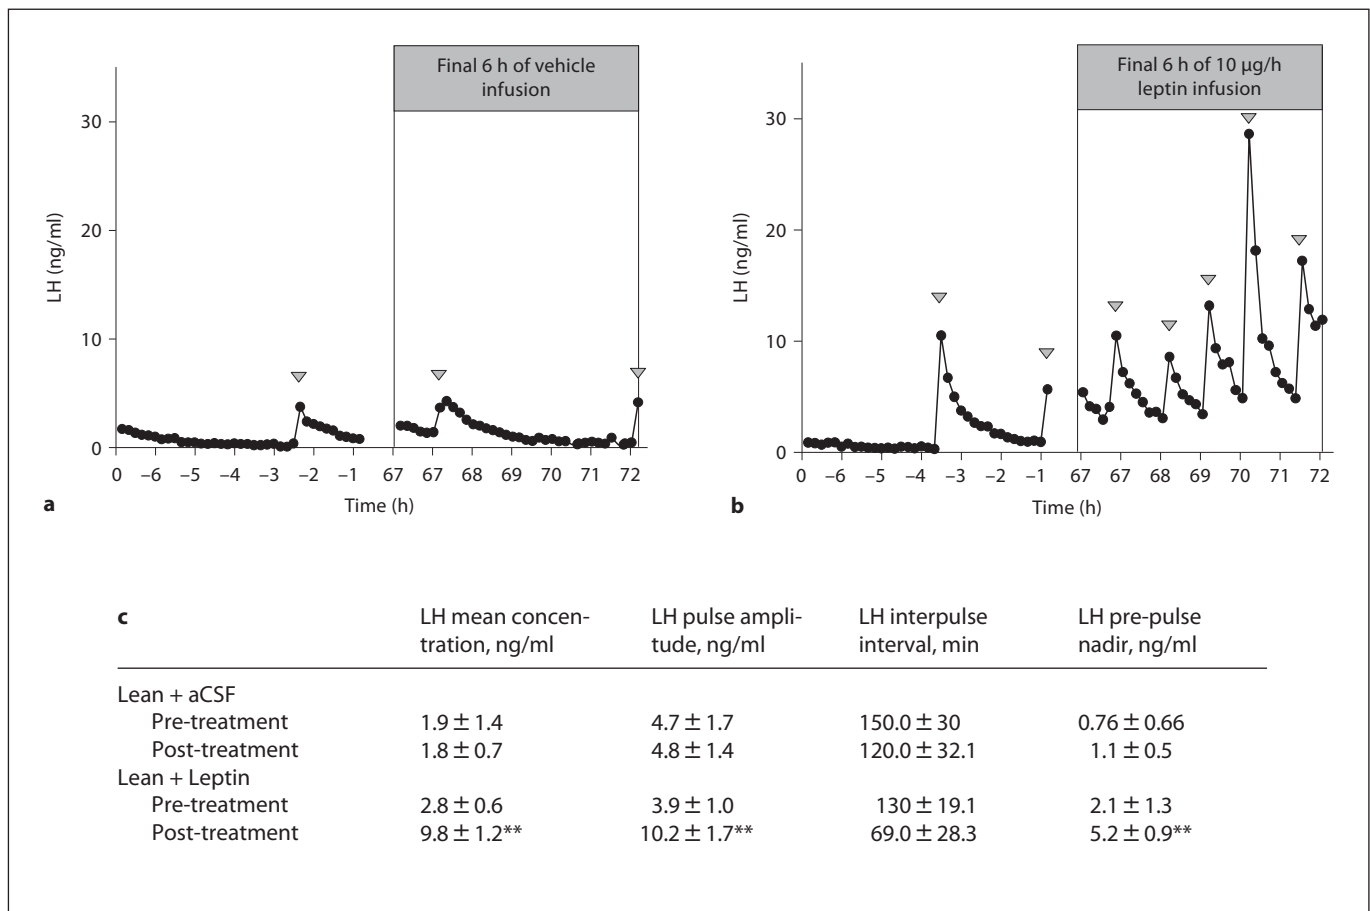 Final 6 h of vehicle
infusion
30
20
10
0
LH (ng/ml)
0 –6 –5 –4 –3 –2 –1 67 67 68 69 70 71 72
Time (h)
a
Final 6 h of 10 µg/h
leptin infusion
30
20
10
0
LH (ng/ml)
0 –6 –5 –4 –3 –2 –1 67 67 68 69 70 71 72
Time (h)
b
c LH mean concen- LH pulse ampli- LH interpulse LH pre-pulse
tration, ng/ml tude, ng/ml interval, min nadir, ng/ml
Lean + aCSF
Pre-treatment 1.9 ± 1.4 4.7 ± 1.7 150.0 ± 30 0.76 ± 0.66
Post-treatment 1.8 ± 0.7 4.8 ± 1.4 120.0 ± 32.1 1.1 ± 0.5
Lean + Leptin
Pre-treatment 2.8 ± 0.6 3.9 ± 1.0 130 ± 19.1 2.1 ± 1.3
Post-treatment 9.8 ± 1.2** 10.2 ± 1.7** 69.0 ± 28.3 5.2 ± 0.9**